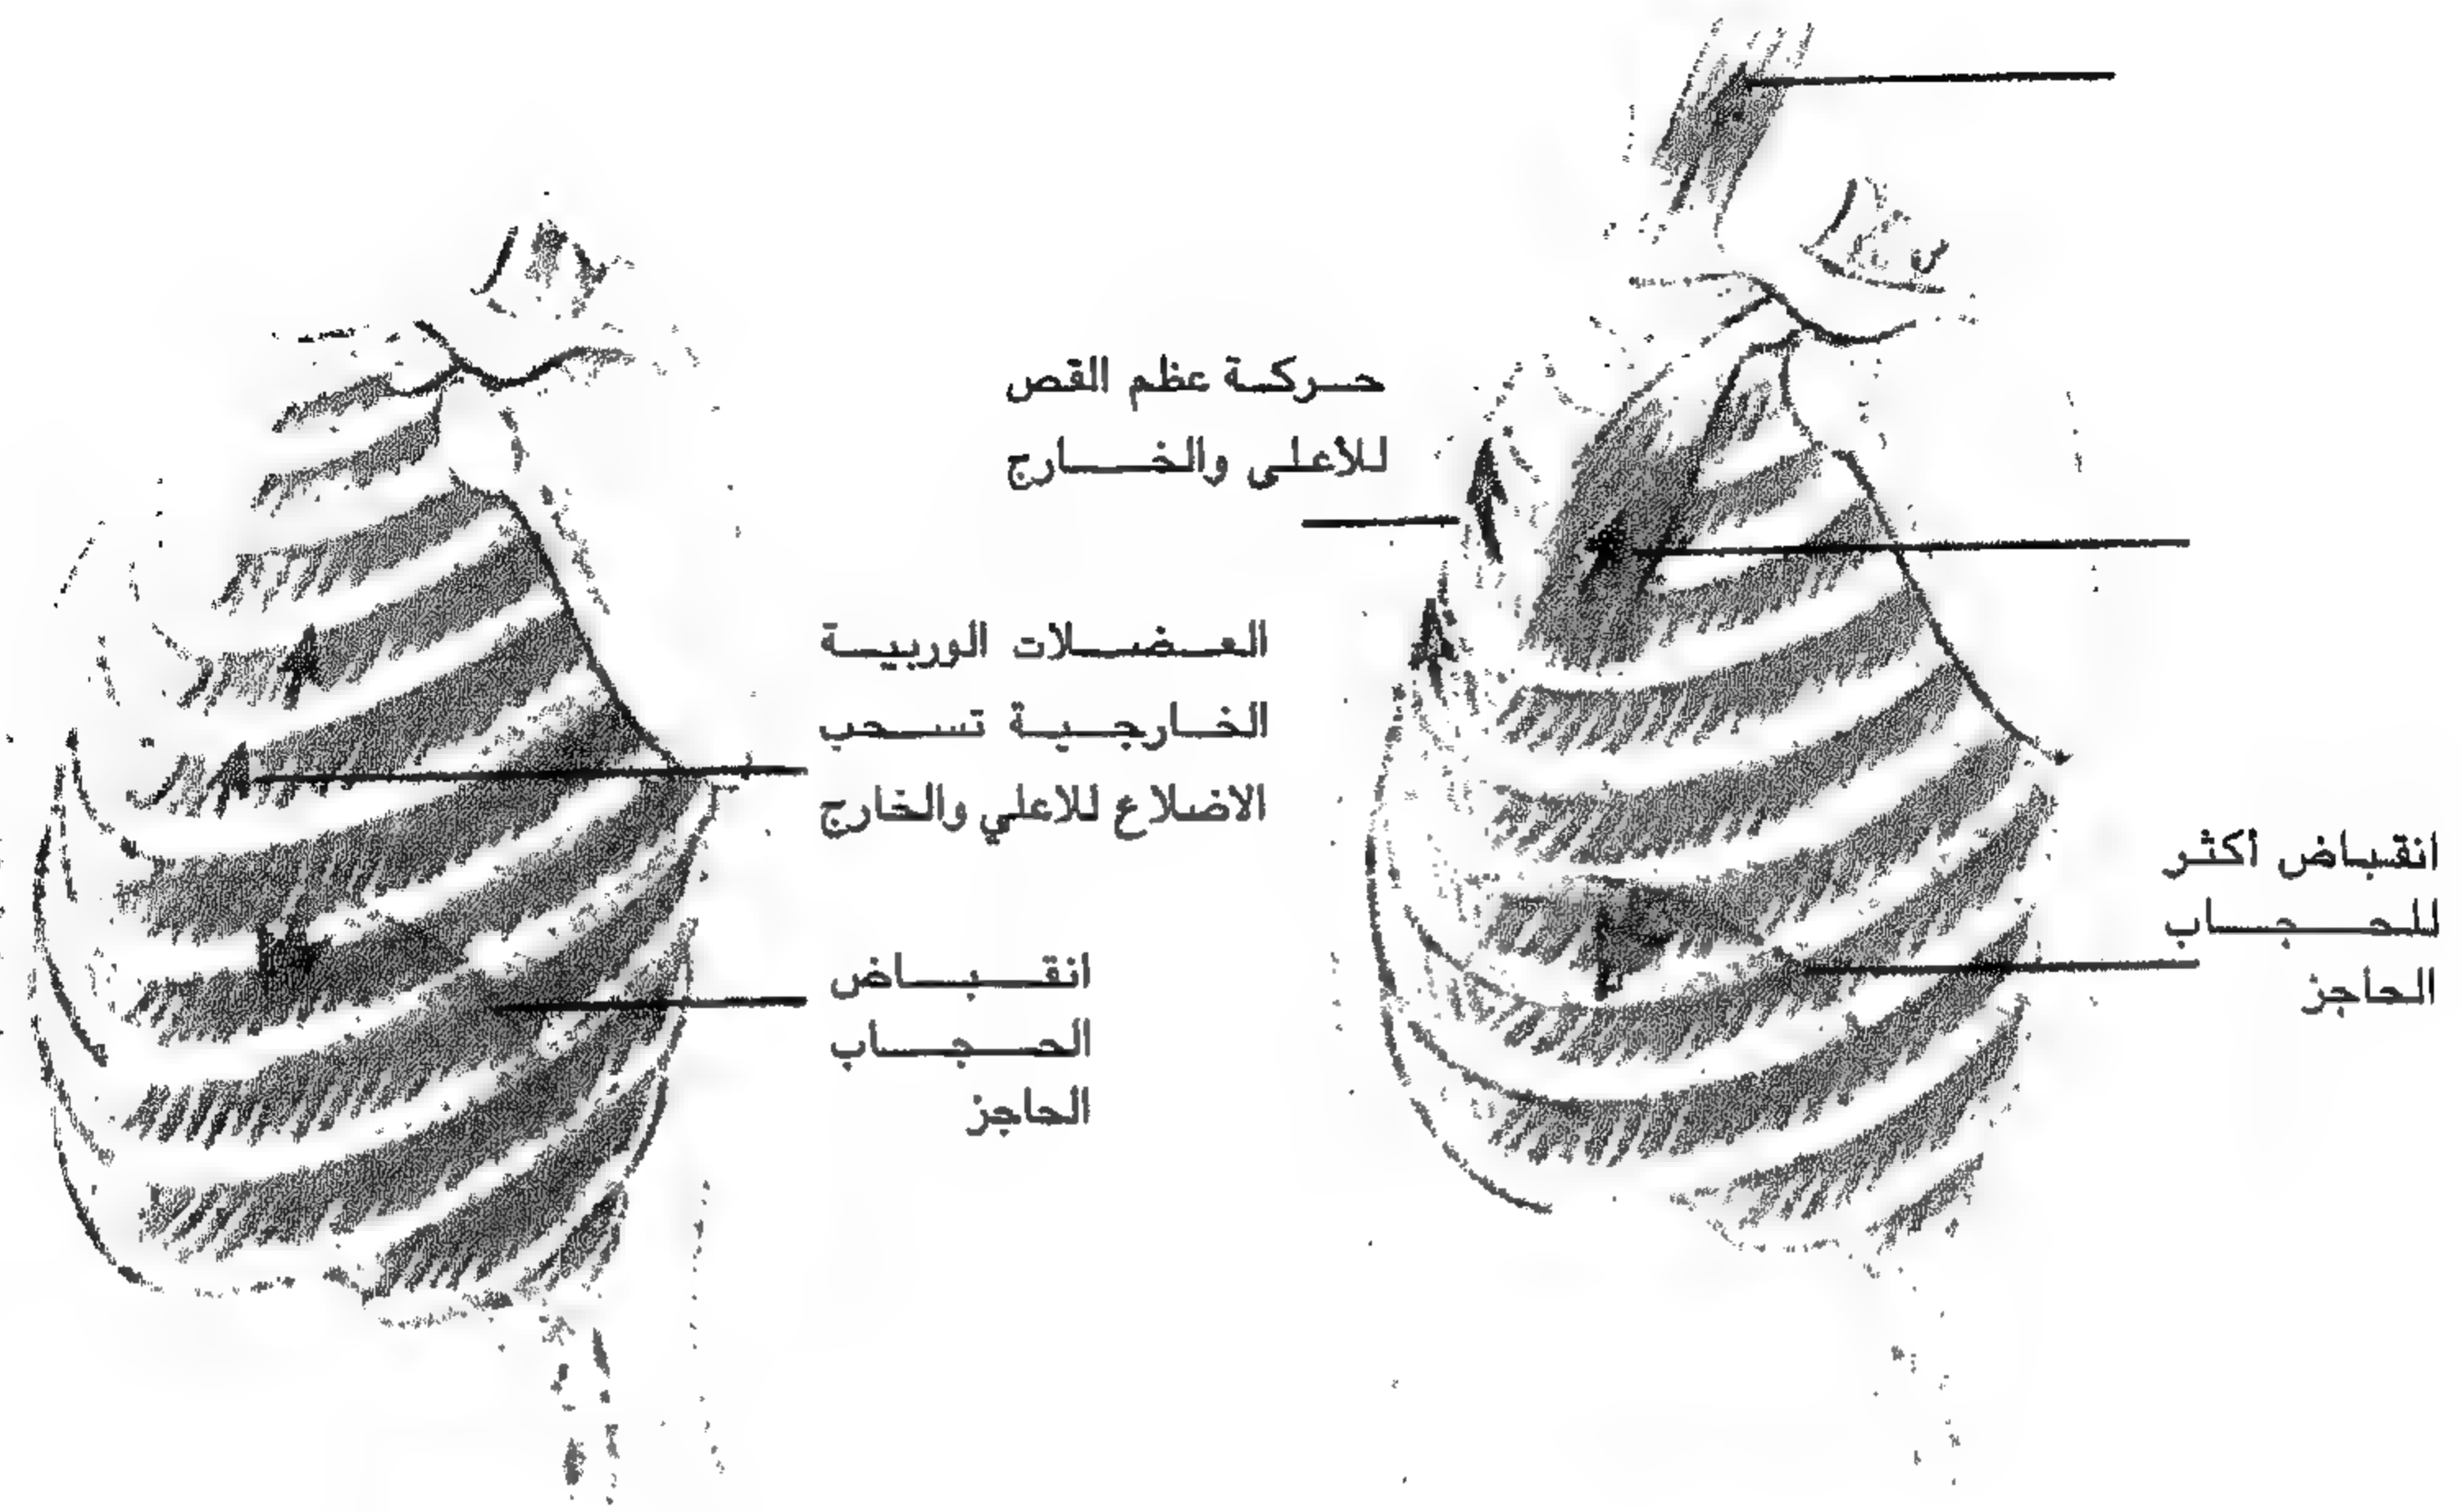 حركة عظم القص
للأعلى والخارج
العضلات الوربية
الخارجية تسحب
الاضلاع للاعلي والخارج
انقباض
الحجاب
الحاجز
انقباض أكثر
للحجاب
الحاجز